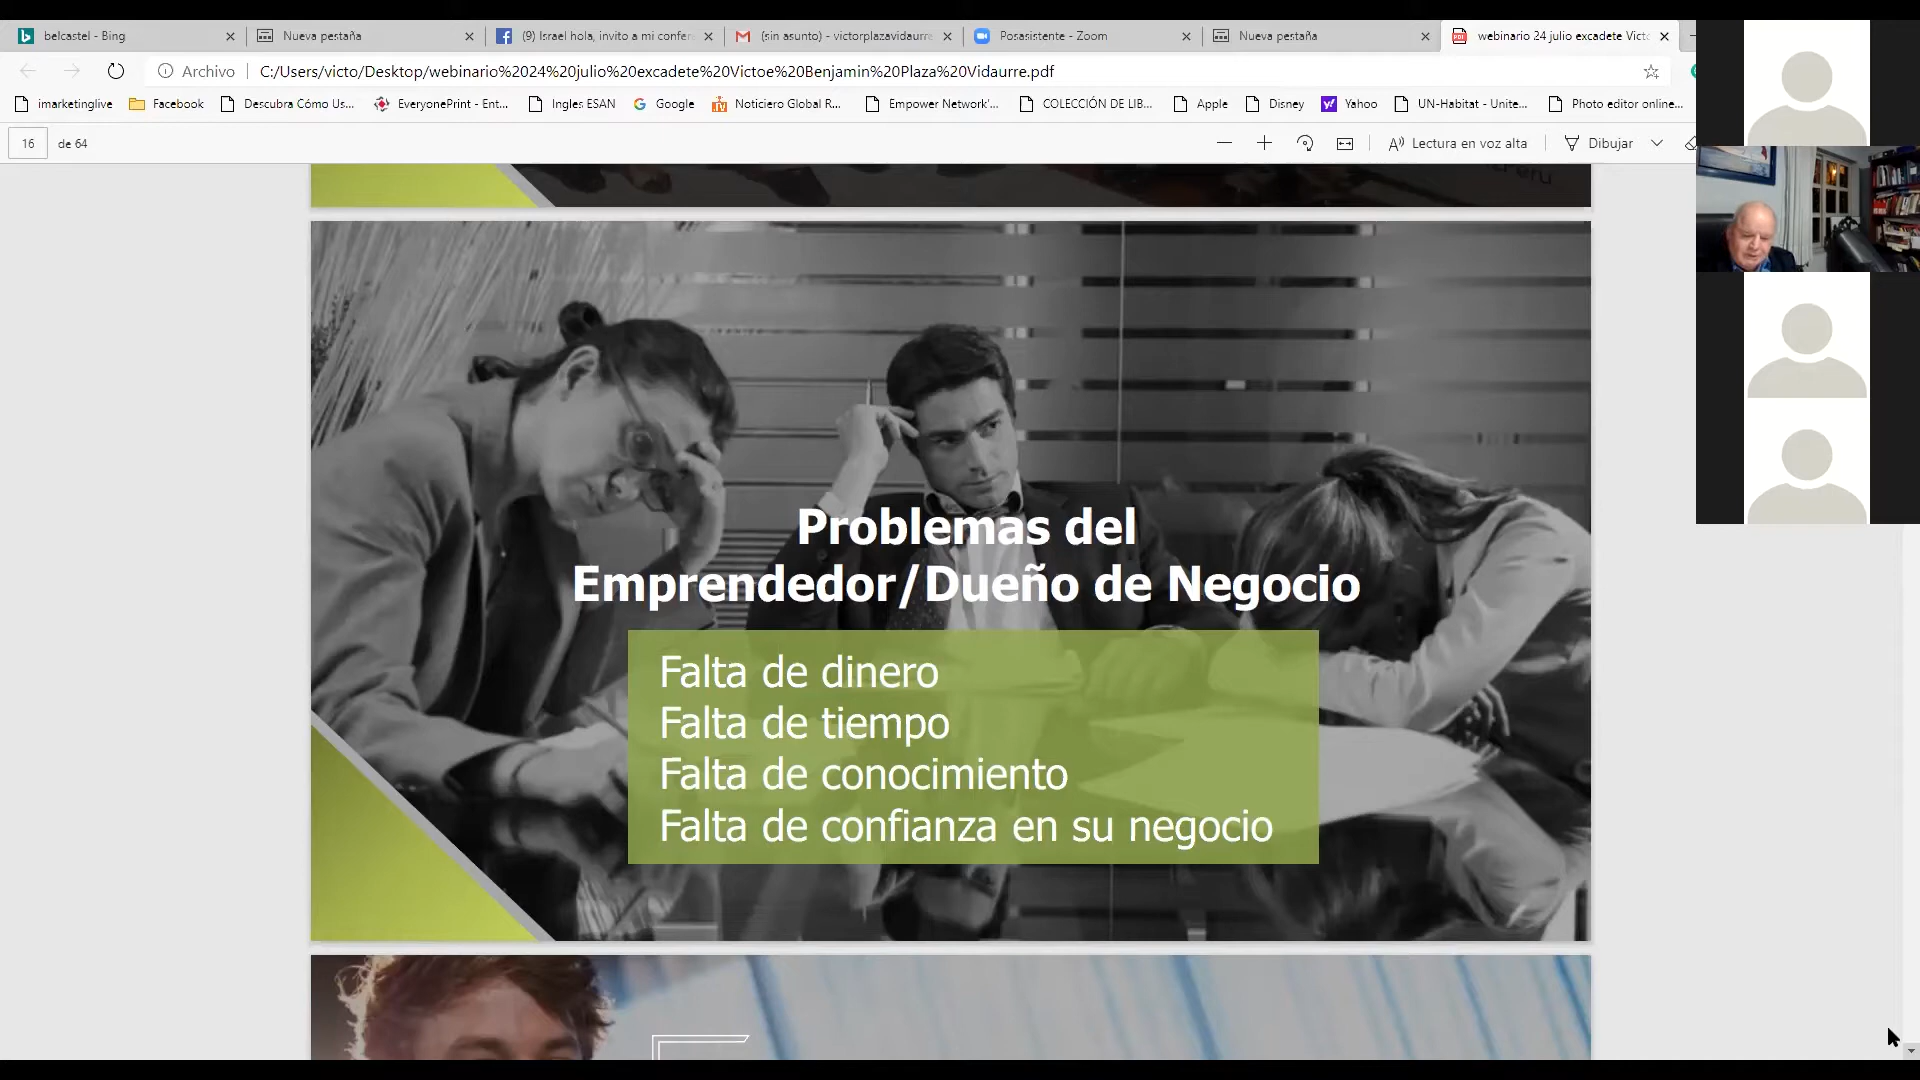 belcastel - Bing
Nueva pestaña
(9) Israel hola, invito a mi confer
(sin asunto) - victorplazavidaurre
Posasistente - Zoom
Nueva pestaña
webinario 24 julio excadete Victo
Archivo
C:/Users/victo/Desktop/webinario%2024%20julio%20excadete%20Victoe%20Benjamin%20Plaza%20Vidaurre.pdf
imarketinglive
Facebook
Descubra Cómo Us...
EveryonePrint - Ent...
Ingles ESAN
Google
Noticiero Global R...
Empower Network'...
COLECCIÓN DE LIB...
Apple
Disney
Yahoo
UN-Habitat - Unite...
Photo editor online...
16 de 64
Lectura en voz alta
Dibujar
Problemas del
Emprendedor/Dueño de Negocio
Falta de dinero
Falta de tiempo
Falta de conocimiento
Falta de confianza en su negocio